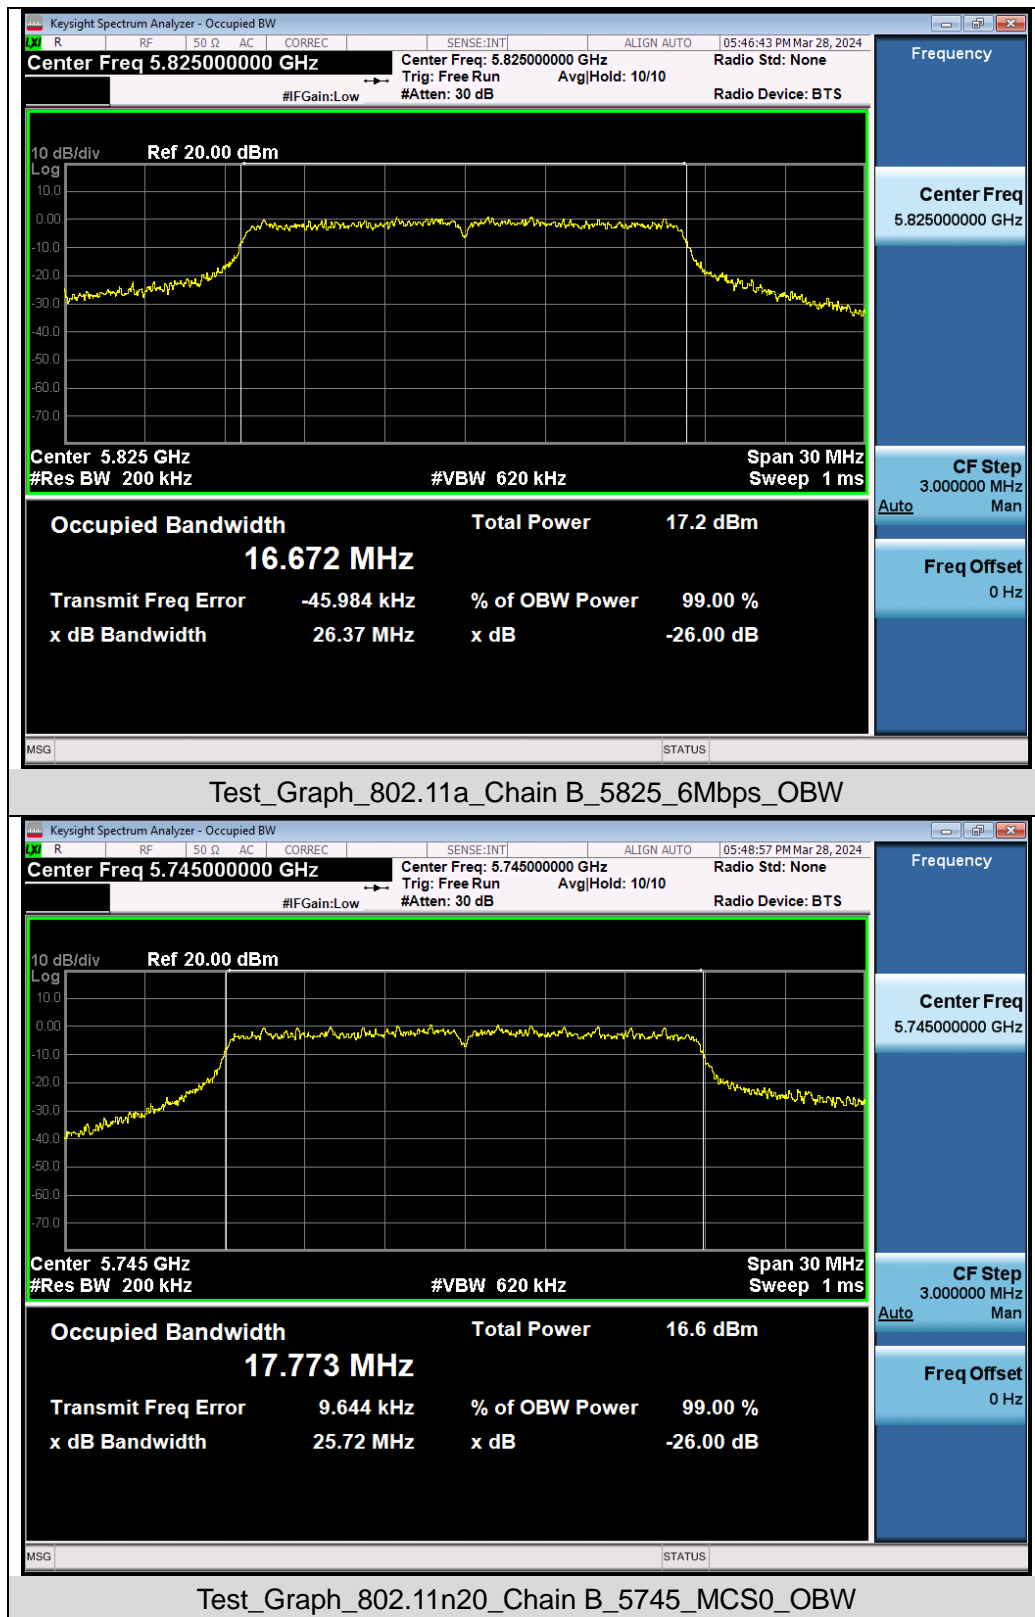 Keysight Spectrum Analyzer - Occupied BW
LXI R RF 50 Ω AC CORREC SENSE:INT ALIGN AUTO 05:46:43 PM Mar 28, 2024
Center Freq 5.825000000 GHz Center Freq: 5.825000000 GHz Radio Std: None Frequency
Trig: Free Run Avg|Hold: 10/10
#IFGain:Low #Atten: 30 dB Radio Device: BTS
10 dB/div Ref 20.00 dBm
Log
10.0
0.00
-10.0
-20.0
-30.0
-40.0
-50.0
-60.0
-70.0
Center Freq
5.825000000 GHz
Center 5.825 GHz Span 30 MHz
#Res BW 200 kHz #VBW 620 kHz Sweep 1 ms
CF Step
3.000000 MHz
Auto Man
Occupied Bandwidth Total Power 17.2 dBm
16.672 MHz
Freq Offset
0 Hz
Transmit Freq Error -45.984 kHz % of OBW Power 99.00 %
x dB Bandwidth 26.37 MHz x dB -26.00 dB
MSG STATUS
Test_Graph_802.11a_Chain B_5825_6Mbps_OBW
Keysight Spectrum Analyzer - Occupied BW
LXI R RF 50 Ω AC CORREC SENSE:INT ALIGN AUTO 05:48:57 PM Mar 28, 2024
Center Freq 5.745000000 GHz Center Freq: 5.745000000 GHz Radio Std: None Frequency
Trig: Free Run Avg|Hold: 10/10
#IFGain:Low #Atten: 30 dB Radio Device: BTS
10 dB/div Ref 20.00 dBm
Log
10.0
0.00
-10.0
-20.0
-30.0
-40.0
-50.0
-60.0
-70.0
Center Freq
5.745000000 GHz
Center 5.745 GHz Span 30 MHz
#Res BW 200 kHz #VBW 620 kHz Sweep 1 ms
CF Step
3.000000 MHz
Auto Man
Occupied Bandwidth Total Power 16.6 dBm
17.773 MHz
Freq Offset
0 Hz
Transmit Freq Error 9.644 kHz % of OBW Power 99.00 %
x dB Bandwidth 25.72 MHz x dB -26.00 dB
MSG STATUS
Test_Graph_802.11n20_Chain B_5745_MCS0_OBW